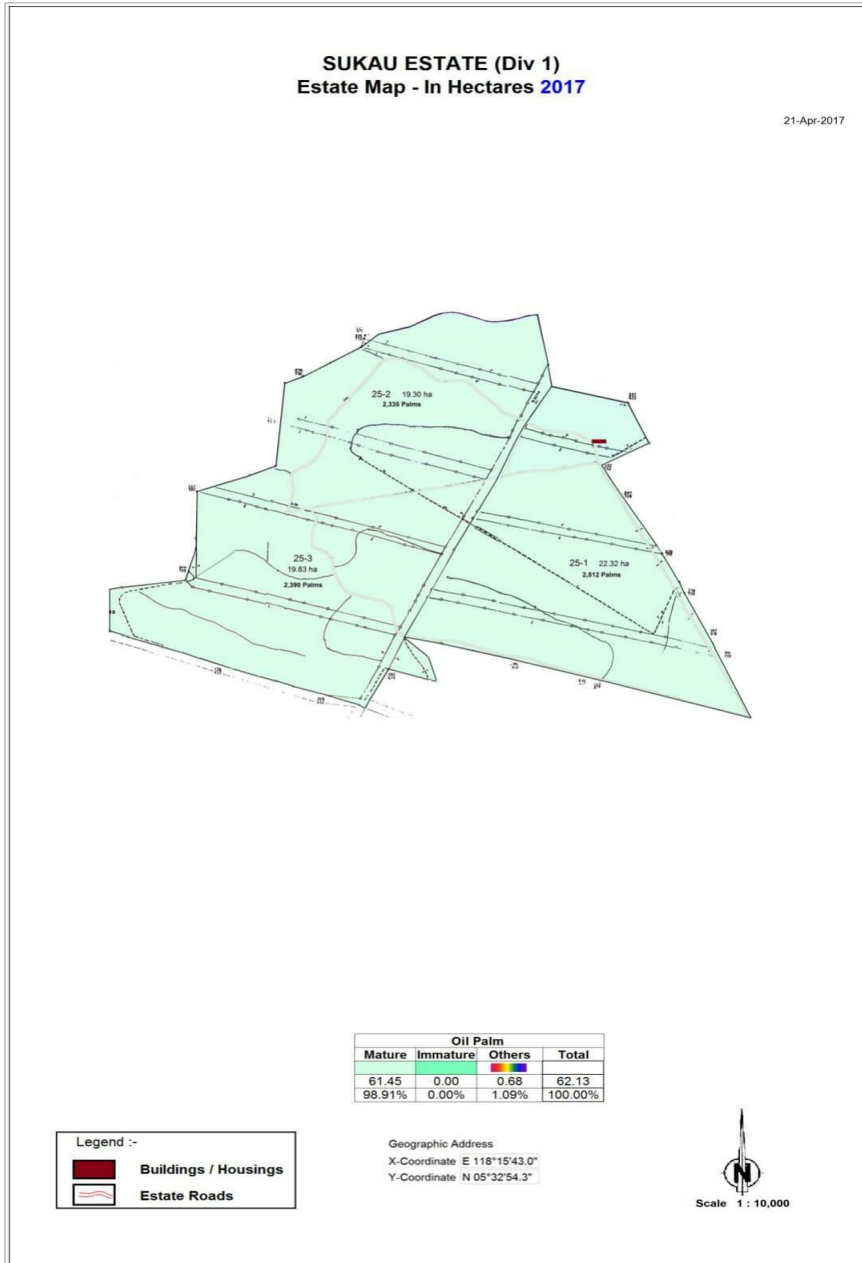 SUKAU ESTATE (Div 1)
Estate Map - In Hectares 2017
21-Apr-2017
25-2 19.30 ha
2,335 Palms
25-3
19.83 ha
2,390 Palms
25-1 22.32 ha
2,812 Palms
Oil Palm
Mature Immature Others Total
61.45 0.00 0.68 62.13
98.91% 0.00% 1.09% 100.00%
Legend :-
Buildings / Housings
Estate Roads
Geographic Address
X-Coordinate E 118°15'43.0"
Y-Coordinate N 05°32'54.3"
N
Scale 1 : 10,000